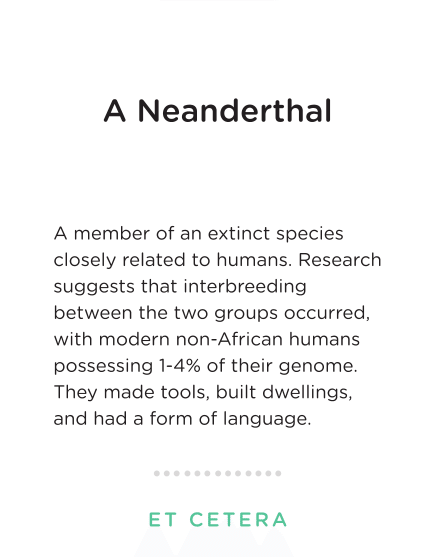 A Neanderthal
A member of an extinct species
closely related to humans. Research
suggests that interbreeding
between the two groups occurred,
with modern non-African humans
possessing 1-4% of their genome.
They made tools, built dwellings,
and had a form of language.
ET CETERA